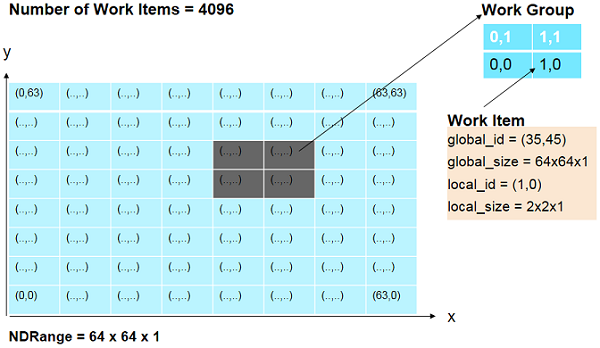 Number of Work Items = 4096
Work Group
0,1 1,1
0,0 1,0
y
(0,63) (..,..) (..,..) (..,..) (..,..) (..,..) (..,..) (63,63)
(..,..) (..,..) (..,..) (..,..) (..,..) (..,..) (..,..) (..,..)
(..,..) (..,..) (..,..) (..,..) (..,..) (..,..) (..,..) (..,..)
(..,..) (..,..) (..,..) (..,..) (..,..) (..,..) (..,..) (..,..)
(..,..) (..,..) (..,..) (..,..) (..,..) (..,..) (..,..) (..,..)
(..,..) (..,..) (..,..) (..,..) (..,..) (..,..) (..,..) (..,..)
(..,..) (..,..) (..,..) (..,..) (..,..) (..,..) (..,..) (..,..)
(0,0) (..,..) (..,..) (..,..) (..,..) (..,..) (..,..) (63,0)
x
Work Item
global_id = (35,45)
global_size = 64x64x1
local_id = (1,0)
local_size = 2x2x1
NDRange = 64 x 64 x 1